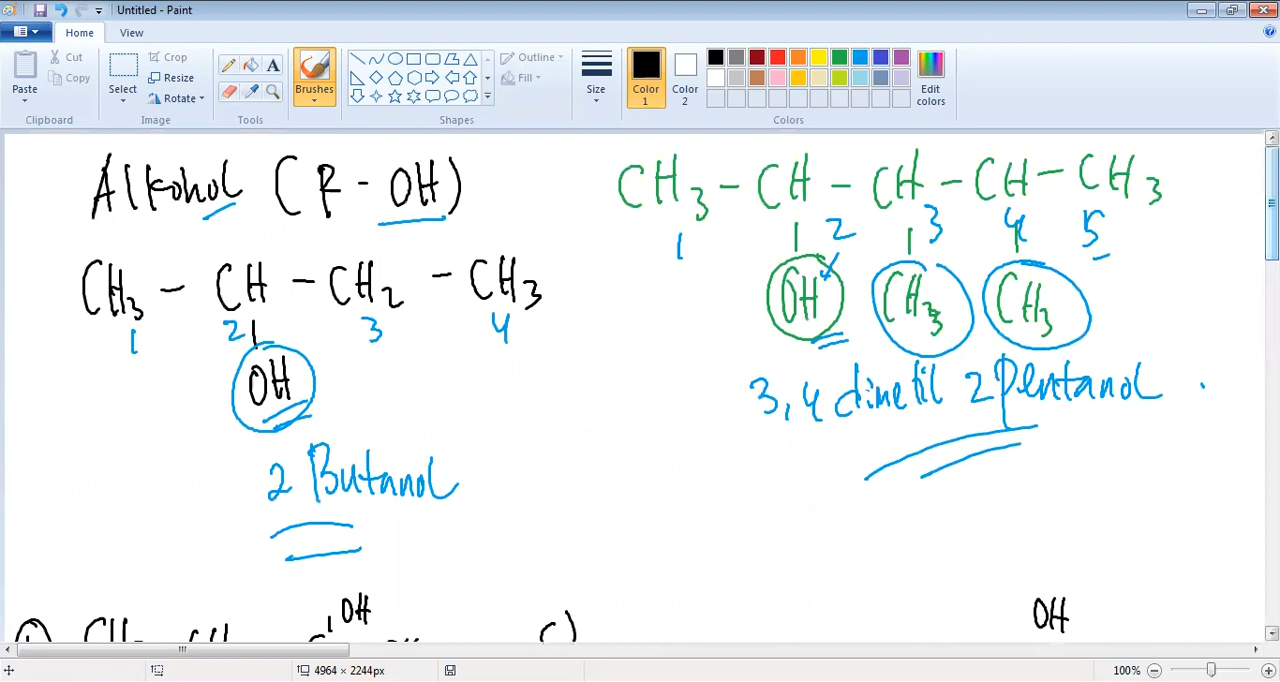 Untitled - Paint
Home View
Paste
Cut
Copy
Clipboard
Select
Crop
Resize
Rotate
Image
Tools
Brushes
Outline
Fill
Shapes
Size
Color 1
Color 2
Edit colors
Colors
Alkohol (R - OH)
CH3 - CH - CH2 - CH3
1 2 3 4
OH
2 Butanol
CH3 - CH - CH - CH - CH3
1 2 3 4 5
OH CH3 CH3
3,4 dimetil 2 Pentanol
OH
OH
4964 × 2244px
100%